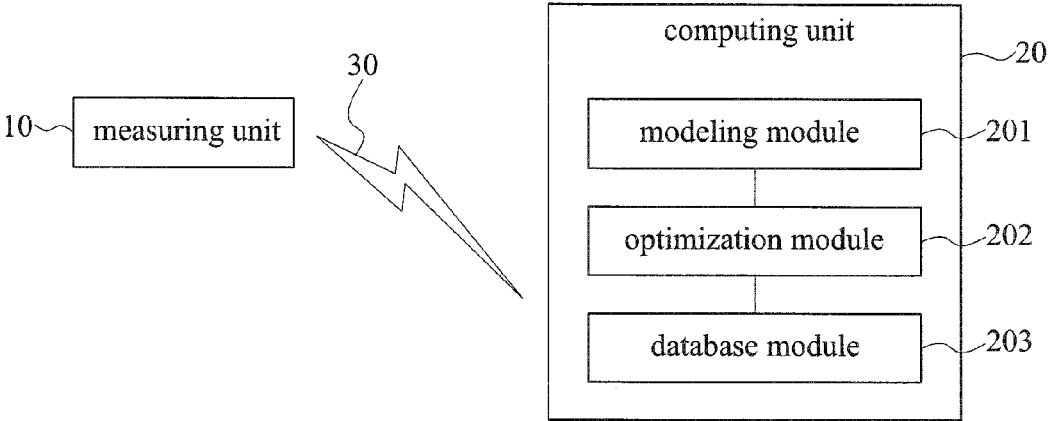 computing unit
20
30
10
measuring unit
modeling module
201
optimization module
202
database module
203